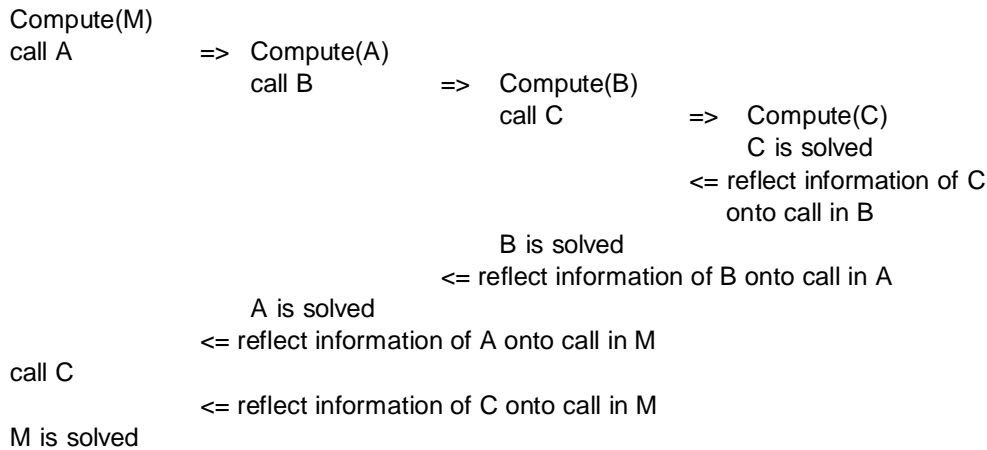 Compute(M)
call A => Compute(A)
call B => Compute(B)
call C => Compute(C)
C is solved
<= reflect information of C
onto call in B
B is solved
<= reflect information of B onto call in A
A is solved
<= reflect information of A onto call in M
call C
<= reflect information of C onto call in M
M is solved